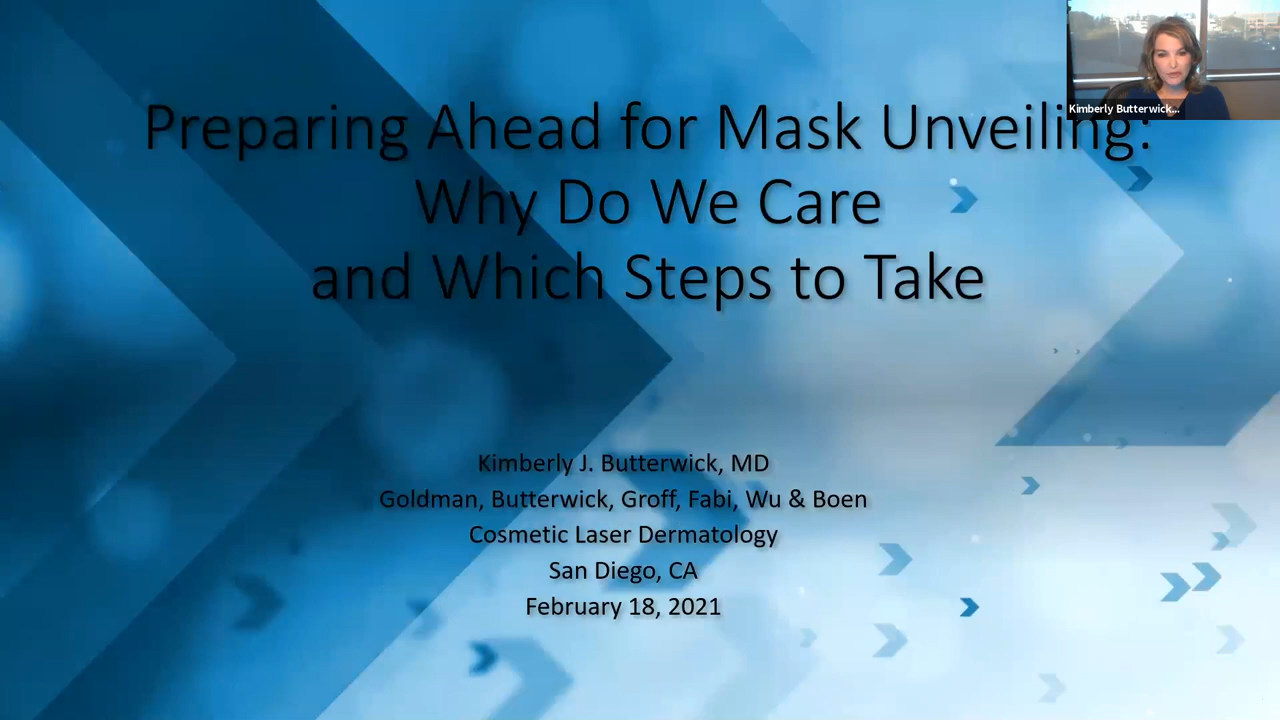 Preparing Ahead for Mask Unveiling:
Why Do We Care
and Which Steps to Take
Kimberly Butterwick...
Kimberly J. Butterwick, MD
Goldman, Butterwick, Groff, Fabi, Wu & Boen
Cosmetic Laser Dermatology
San Diego, CA
February 18, 2021